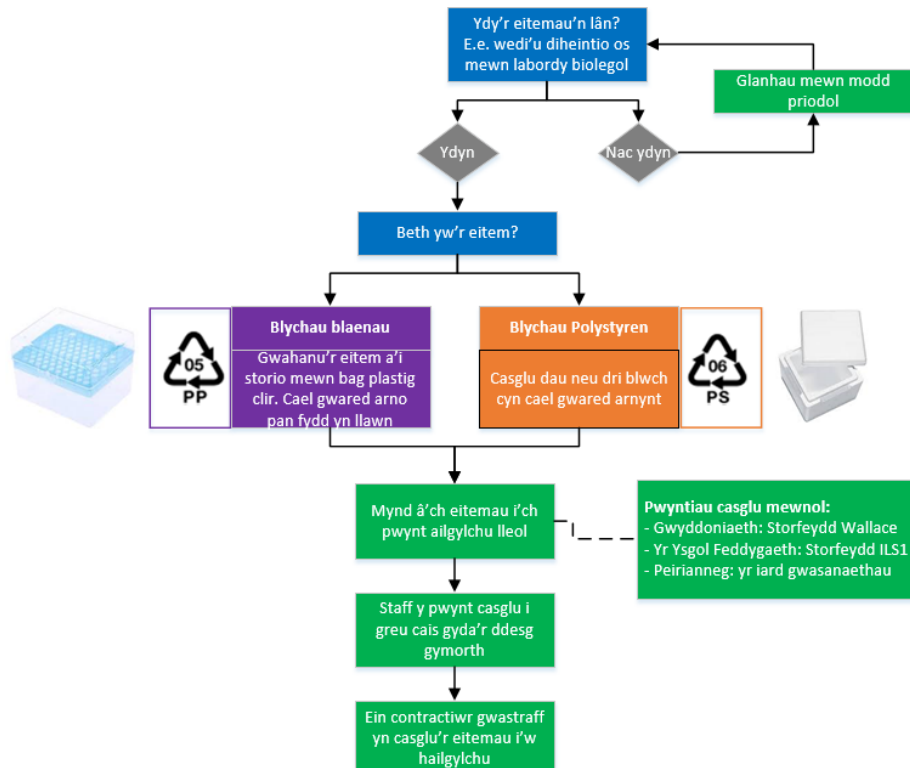 Ydy'r eitemau'n lân?
E.e. wedi'u diheintio os
mewn labordy biolegol
Glanhau mewn modd
priodol
Ydyn
Nac ydyn
Beth yw'r eitem?
05
PP
Blychau blaenau
Gwahanu'r eitem a'i
storio mewn bag plastig
clir. Cael gwared arno
pan fydd yn llawn
Blychau Polystyren
Casglu dau neu dri blwch
cyn cael gwared arnynt
06
PS
Mynd â'ch eitemau i'ch
pwynt ailgylchu lleol
Pwyntiau casglu mewnol:
- Gwyddoniaeth: Storfeydd Wallace
- Yr Ysgol Feddygaeth: Storfeydd ILS1
- Peirianneg: yr iard gwasanaethau
Staff y pwynt casglu i
greu cais gyda'r ddesg
gymorth
Ein contractiwr gwastraff
yn casglu'r eitemau i'w
hailgylchu